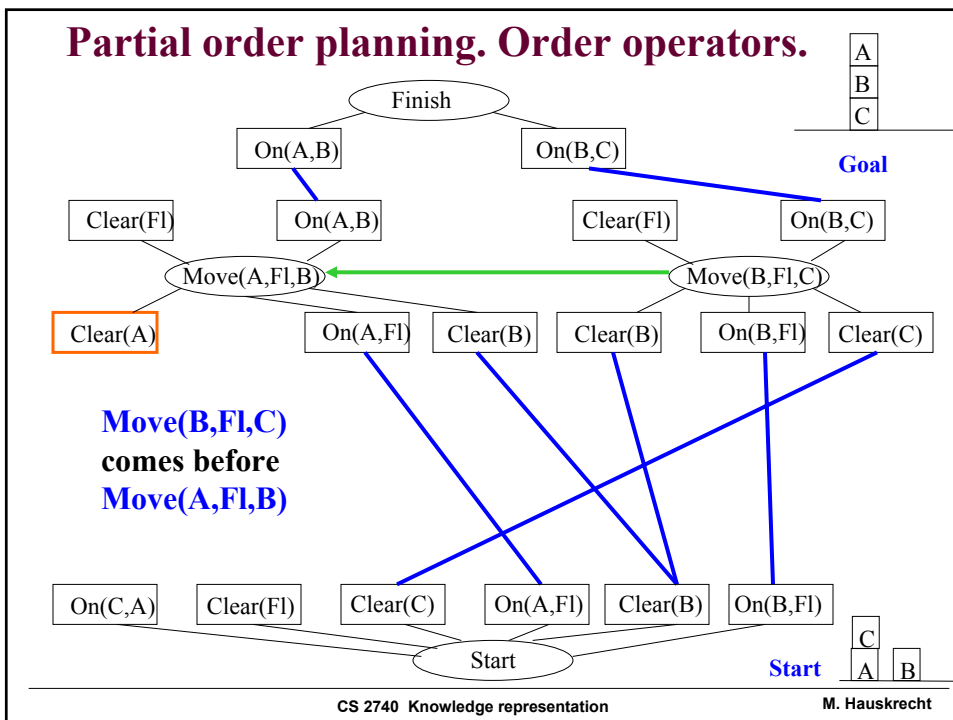 Partial order planning. Order operators.
A
B
C
Finish
On(A,B)
On(B,C)
Goal
Clear(Fl)
On(A,B)
Clear(Fl)
On(B,C)
Move(A,Fl,B)
Move(B,Fl,C)
Clear(A)
On(A,Fl)
Clear(B)
Clear(B)
On(B,Fl)
Clear(C)
Move(B,Fl,C)
comes before
Move(A,Fl,B)
On(C,A)
Clear(Fl)
Clear(C)
On(A,Fl)
Clear(B)
On(B,Fl)
Start
Start
C
A B
CS 2740 Knowledge representation
M. Hauskrecht